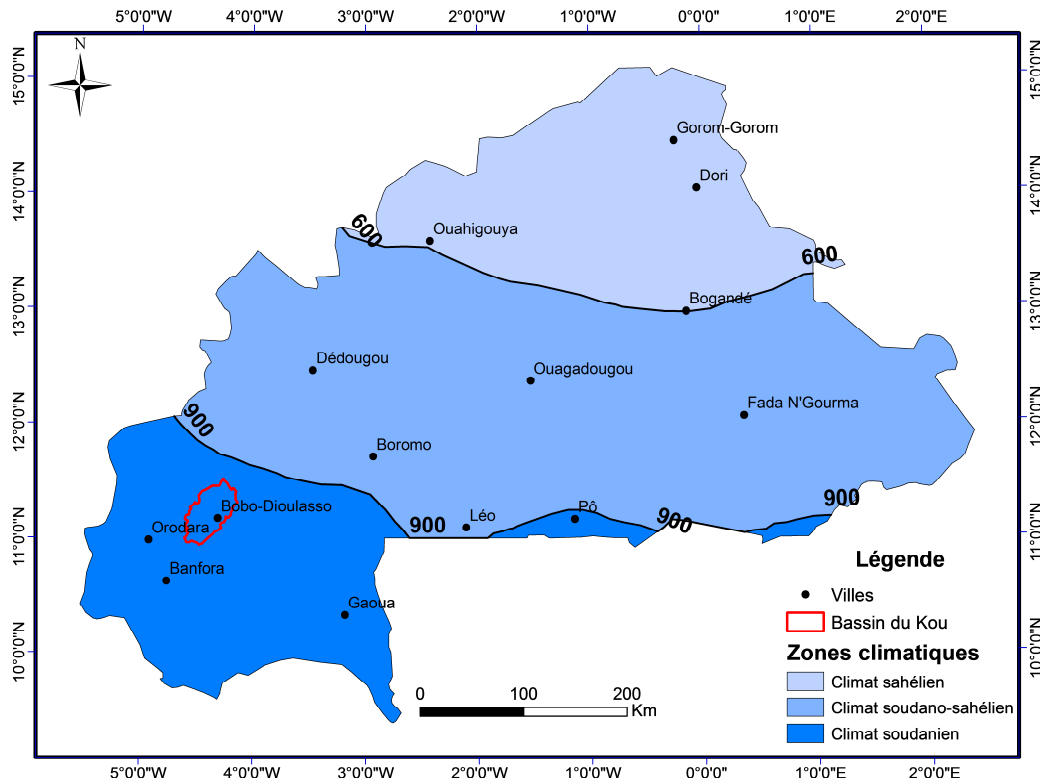 5°0'0"W 4°0'0"W 3°0'0"W 2°0'0"W 1°0'0"W 0°0'0" 1°0'0"E 2°0'0"E
N
15°0'0"N
14°0'0"N
13°0'0"N
12°0'0"N
11°0'0"N
10°0'0"N
15°0'0"N
14°0'0"N
13°0'0"N
12°0'0"N
11°0'0"N
10°0'0"N
Gorom-Gorom
Dori
600
Ouahigouya
600
Bogandé
Dédougou
Ouagadougou
Fada N'Gourma
900
Boromo
Bobo-Dioulasso
Léo
Pô
900
900
900
Orodara
Banfora
Gaoua
Légende
Villes
Bassin du Kou
Zones climatiques
Climat sahélien
Climat soudano-sahélien
Climat soudanien
0 100 200
Km
5°0'0"W 4°0'0"W 3°0'0"W 2°0'0"W 1°0'0"W 0°0'0" 1°0'0"E 2°0'0"E